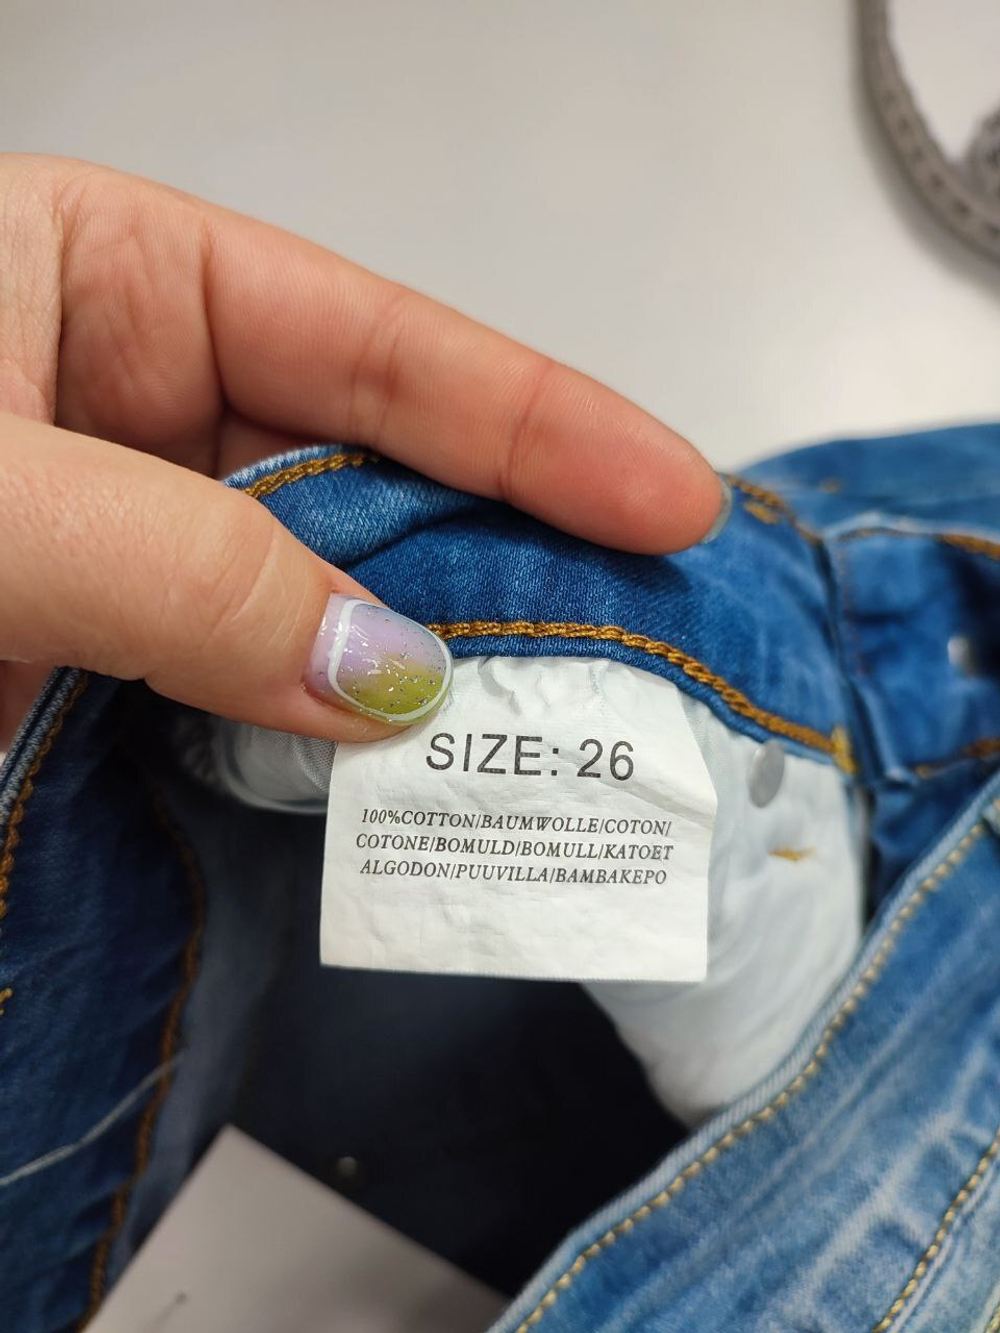 SIZE: 26
100%COTTON/BAUMWOLLE/COTON/
COTONE/BOMULD/BOMULL/KATOET
ALGODON/PUUVILLA/BAMBAKEPO